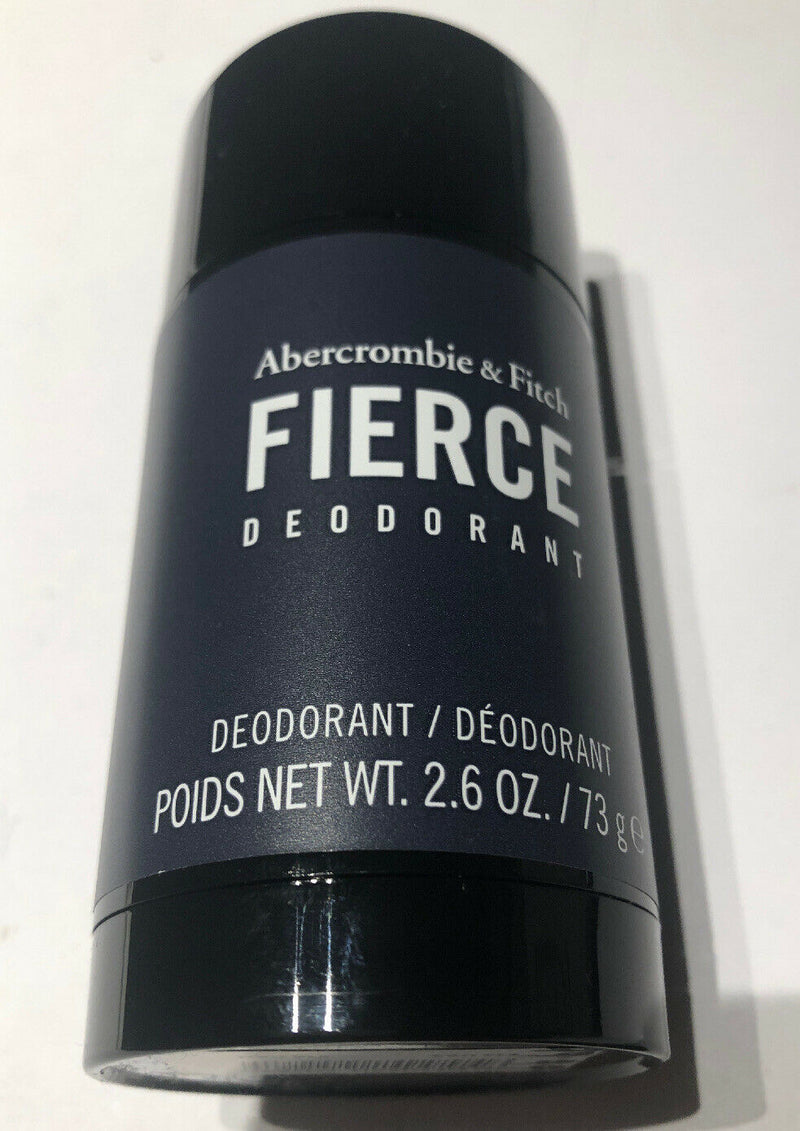 Abercrombie & Fitch
FIERCE
DEODORANT
DEODORANT / DÉODORANT
POIDS NET WT. 2.6 OZ. / 73 g℮